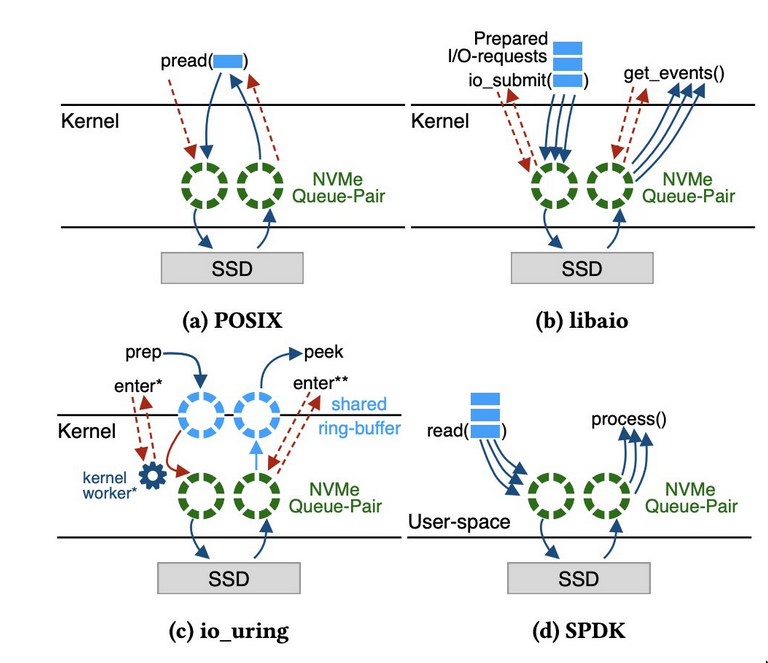 pread( )
Kernel
NVMe
Queue-Pair
SSD
(a) POSIX
Prepared
I/O-requests
io_submit( )
get_events()
Kernel
NVMe
Queue-Pair
SSD
(b) libaio
prep
peek
enter*
enter**
shared
ring-buffer
Kernel
kernel
worker*
NVMe
Queue-Pair
SSD
(c) io_uring
read( )
process()
NVMe
Queue-Pair
User-space
SSD
(d) SPDK